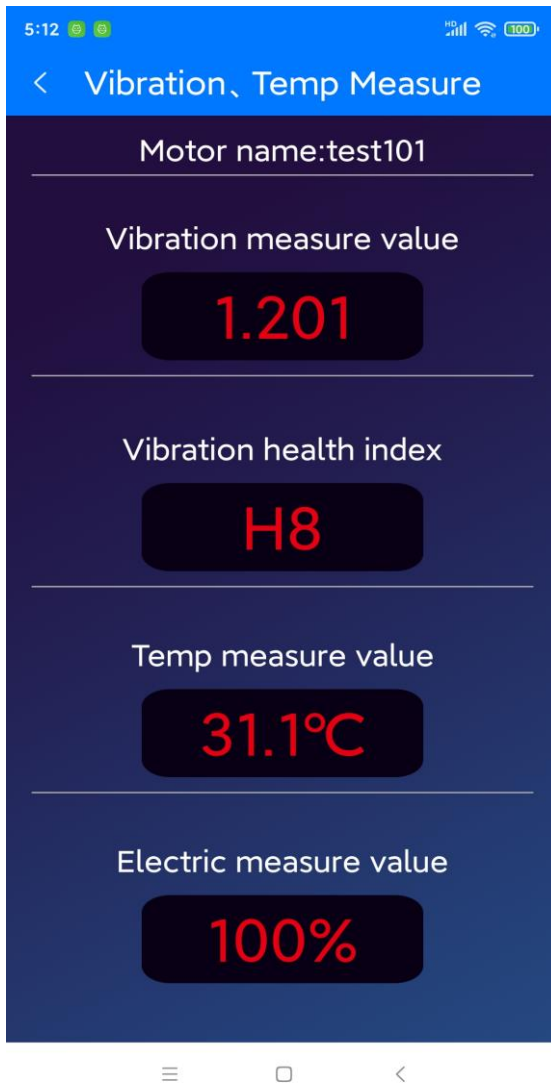 5:12
HD
100
Vibration、Temp Measure
Motor name:test101
Vibration measure value
1.201
Vibration health index
H8
Temp measure value
31.1℃
Electric measure value
100%